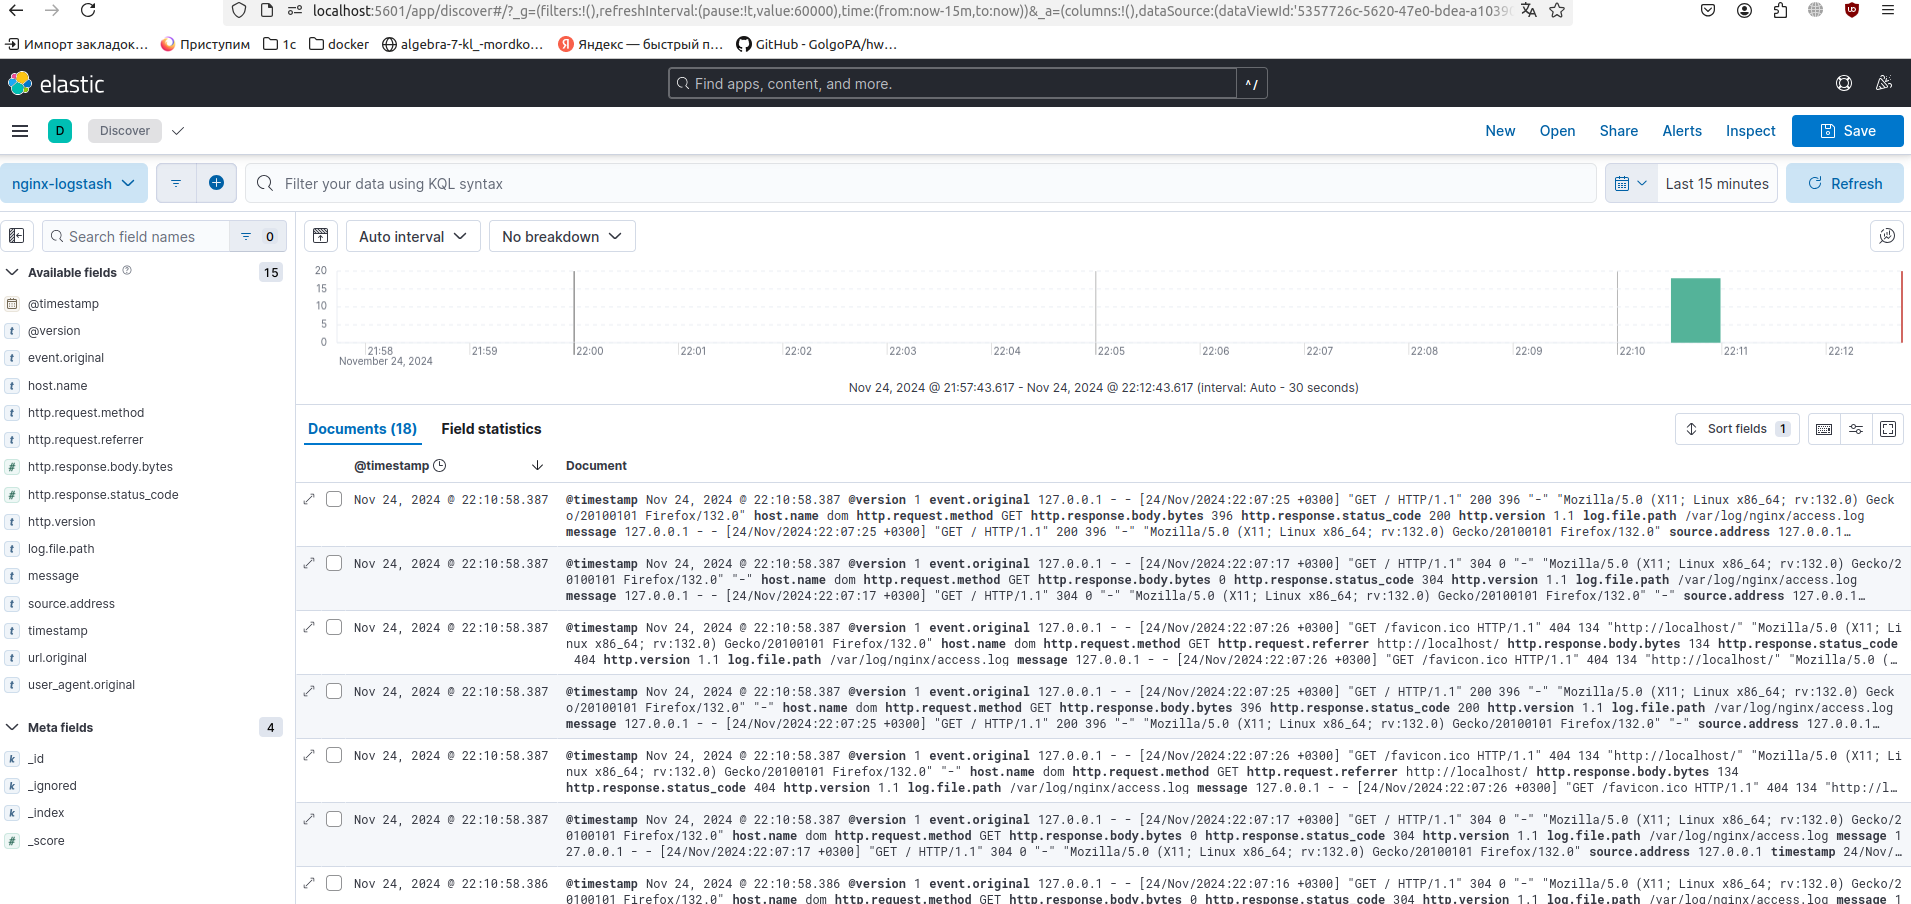 localhost:5601/app/discover#/?_g=(filters:!(),refreshInterval:(pause:!t,value:60000),time:(from:now-15m,to:now))&_a=(columns:!(),dataSource:(dataViewId:'5357726c-5620-47e0-bdea-a1039
Импорт закладок… Приступим 1с docker algebra-7-kl_-mordko… Яндекс — быстрый п… GitHub - GolgoPA/hw…
elastic Find apps, content, and more. ^/
D Discover New Open Share Alerts Inspect Save
nginx-logstash Filter your data using KQL syntax Last 15 minutes Refresh
Search field names 0 Auto interval No breakdown
Available fields 15
@timestamp
@version
event.original
host.name
http.request.method
http.request.referrer
http.response.body.bytes
http.response.status_code
http.version
log.file.path
message
source.address
timestamp
url.original
user_agent.original
Meta fields 4
_id
_ignored
_index
_score
20
15
10
5
0
21:58 21:59 22:00 22:01 22:02 22:03 22:04 22:05 22:06 22:07 22:08 22:09 22:10 22:11 22:12
November 24, 2024
Nov 24, 2024 @ 21:57:43.617 - Nov 24, 2024 @ 22:12:43.617 (interval: Auto - 30 seconds)
Documents (18) Field statistics Sort fields 1
@timestamp Document
Nov 24, 2024 @ 22:10:58.387 @timestamp Nov 24, 2024 @ 22:10:58.387 @version 1 event.original 127.0.0.1 - - [24/Nov/2024:22:07:25 +0300] "GET / HTTP/1.1" 200 396 "-" "Mozilla/5.0 (X11; Linux x86_64; rv:132.0) Geck
o/20100101 Firefox/132.0" host.name dom http.request.method GET http.response.body.bytes 396 http.response.status_code 200 http.version 1.1 log.file.path /var/log/nginx/access.log
message 127.0.0.1 - - [24/Nov/2024:22:07:25 +0300] "GET / HTTP/1.1" 200 396 "-" "Mozilla/5.0 (X11; Linux x86_64; rv:132.0) Gecko/20100101 Firefox/132.0" source.address 127.0.0.1…
Nov 24, 2024 @ 22:10:58.387 @timestamp Nov 24, 2024 @ 22:10:58.387 @version 1 event.original 127.0.0.1 - - [24/Nov/2024:22:07:17 +0300] "GET / HTTP/1.1" 304 0 "-" "Mozilla/5.0 (X11; Linux x86_64; rv:132.0) Gecko/2
0100101 Firefox/132.0" "-" host.name dom http.request.method GET http.response.body.bytes 0 http.response.status_code 304 http.version 1.1 log.file.path /var/log/nginx/access.log
message 127.0.0.1 - - [24/Nov/2024:22:07:17 +0300] "GET / HTTP/1.1" 304 0 "-" "Mozilla/5.0 (X11; Linux x86_64; rv:132.0) Gecko/20100101 Firefox/132.0" "-" source.address 127.0.0.1…
Nov 24, 2024 @ 22:10:58.387 @timestamp Nov 24, 2024 @ 22:10:58.387 @version 1 event.original 127.0.0.1 - - [24/Nov/2024:22:07:26 +0300] "GET /favicon.ico HTTP/1.1" 404 134 "http://localhost/" "Mozilla/5.0 (X11; Li
nux x86_64; rv:132.0) Gecko/20100101 Firefox/132.0" host.name dom http.request.method GET http.request.referrer http://localhost/ http.response.body.bytes 134 http.response.status_code
404 http.version 1.1 log.file.path /var/log/nginx/access.log message 127.0.0.1 - - [24/Nov/2024:22:07:26 +0300] "GET /favicon.ico HTTP/1.1" 404 134 "http://localhost/" "Mozilla/5.0 (…
Nov 24, 2024 @ 22:10:58.387 @timestamp Nov 24, 2024 @ 22:10:58.387 @version 1 event.original 127.0.0.1 - - [24/Nov/2024:22:07:25 +0300] "GET / HTTP/1.1" 200 396 "-" "Mozilla/5.0 (X11; Linux x86_64; rv:132.0) Geck
o/20100101 Firefox/132.0" "-" host.name dom http.request.method GET http.response.body.bytes 396 http.response.status_code 200 http.version 1.1 log.file.path /var/log/nginx/access.log
message 127.0.0.1 - - [24/Nov/2024:22:07:25 +0300] "GET / HTTP/1.1" 200 396 "-" "Mozilla/5.0 (X11; Linux x86_64; rv:132.0) Gecko/20100101 Firefox/132.0" "-" source.address 127.0.0.1…
Nov 24, 2024 @ 22:10:58.387 @timestamp Nov 24, 2024 @ 22:10:58.387 @version 1 event.original 127.0.0.1 - - [24/Nov/2024:22:07:26 +0300] "GET /favicon.ico HTTP/1.1" 404 134 "http://localhost/" "Mozilla/5.0 (X11; Li
nux x86_64; rv:132.0) Gecko/20100101 Firefox/132.0" "-" host.name dom http.request.method GET http.request.referrer http://localhost/ http.response.body.bytes 134
http.response.status_code 404 http.version 1.1 log.file.path /var/log/nginx/access.log message 127.0.0.1 - - [24/Nov/2024:22:07:26 +0300] "GET /favicon.ico HTTP/1.1" 404 134 "http://l…
Nov 24, 2024 @ 22:10:58.387 @timestamp Nov 24, 2024 @ 22:10:58.387 @version 1 event.original 127.0.0.1 - - [24/Nov/2024:22:07:17 +0300] "GET / HTTP/1.1" 304 0 "-" "Mozilla/5.0 (X11; Linux x86_64; rv:132.0) Gecko/2
0100101 Firefox/132.0" host.name dom http.request.method GET http.response.body.bytes 0 http.response.status_code 304 http.version 1.1 log.file.path /var/log/nginx/access.log message 1
27.0.0.1 - - [24/Nov/2024:22:07:17 +0300] "GET / HTTP/1.1" 304 0 "-" "Mozilla/5.0 (X11; Linux x86_64; rv:132.0) Gecko/20100101 Firefox/132.0" source.address 127.0.0.1 timestamp 24/Nov/…
Nov 24, 2024 @ 22:10:58.386 @timestamp Nov 24, 2024 @ 22:10:58.386 @version 1 event.original 127.0.0.1 - - [24/Nov/2024:22:07:16 +0300] "GET / HTTP/1.1" 304 0 "-" "Mozilla/5.0 (X11; Linux x86_64; rv:132.0) Gecko/2
0100101 Firefox/132.0" host.name dom http.request.method GET http.response.body.bytes 0 http.response.status_code 304 http.version 1.1 log.file.path /var/log/nginx/access.log message 1